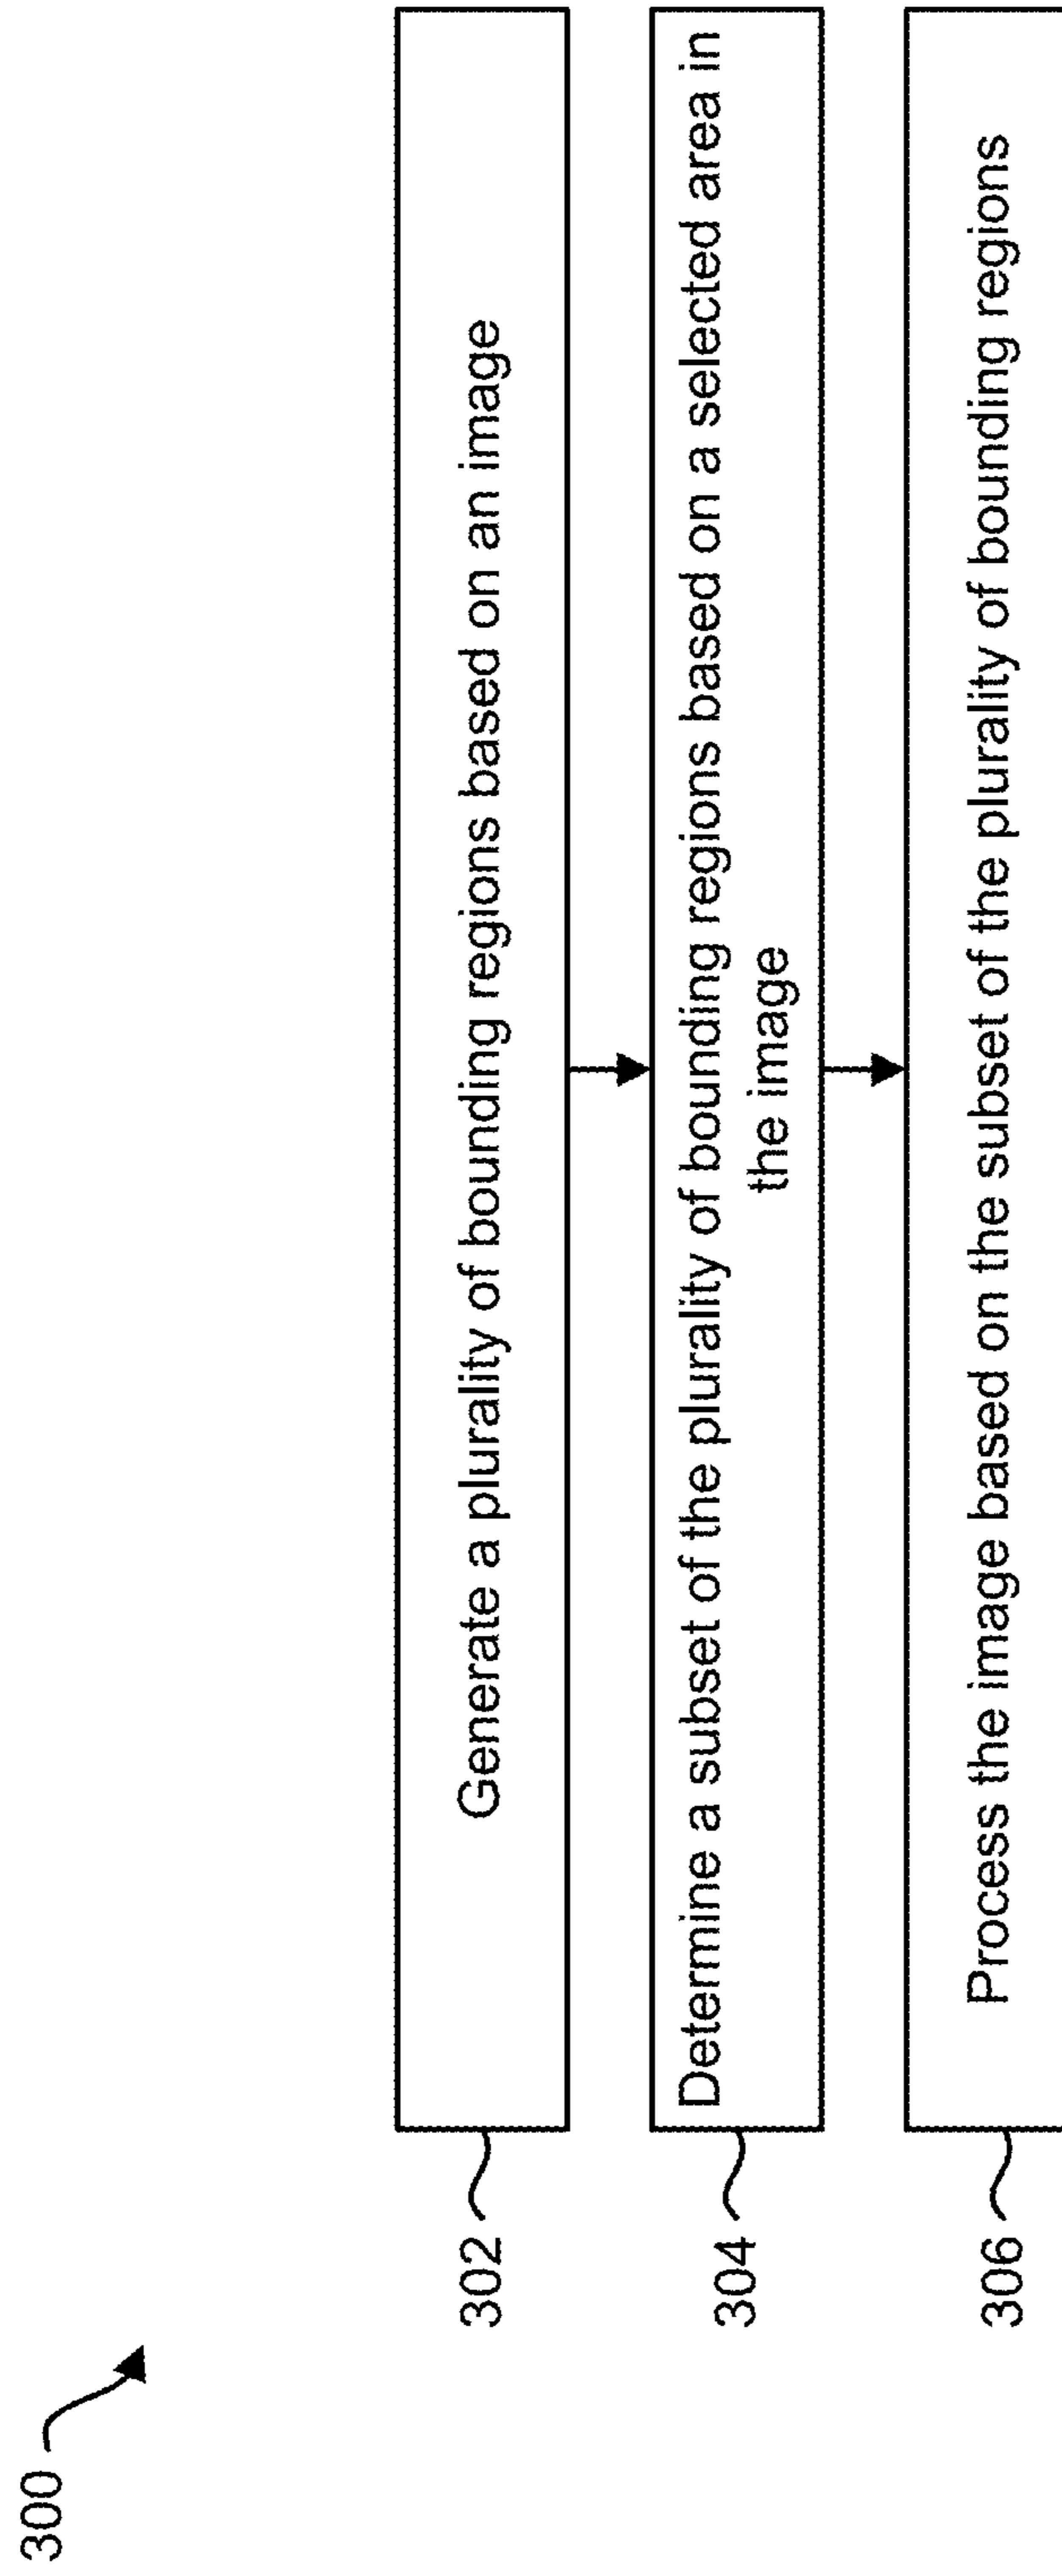 300
302
Generate a plurality of bounding regions based on an image
304
Determine a subset of the plurality of bounding regions based on a selected area in
the image
306
Process the image based on the subset of the plurality of bounding regions